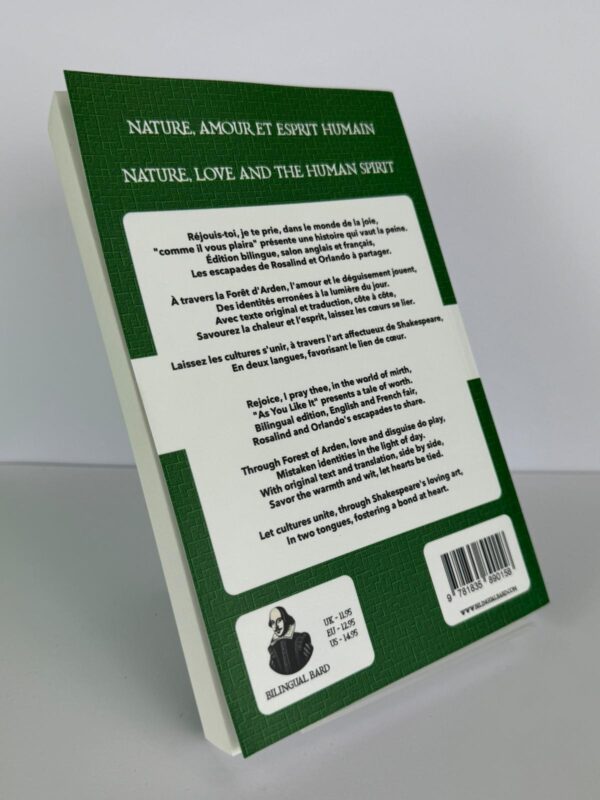 NATURE, AMOUR ET ESPRIT HUMAIN
NATURE, LOVE AND THE HUMAN SPIRIT
Réjouis-toi, je te prie, dans le monde de la joie,
"comme il vous plaira" présente une histoire qui vaut la peine.
Édition bilingue, salon anglais et français,
Les escapades de Rosalind et Orlando à partager.
À travers la Forêt d'Arden, l'amour et le déguisement jouent,
Des identités erronées à la lumière du jour.
Avec texte original et traduction, côte à côte,
Savourez la chaleur et l'esprit, laissez les cœurs se lier.
Laissez les cultures s'unir, à travers l'art affectueux de Shakespeare,
En deux langues, favorisant le lien de cœur.
Rejoice, I pray thee, in the world of mirth,
"As You Like It" presents a tale of worth.
Bilingual edition, English and French fair,
Rosalind and Orlando's escapades to share.
Through Forest of Arden, love and disguise do play,
Mistaken identities in the light of day.
With original text and translation, side by side,
Savor the warmth and wit, let hearts be tied.
Let cultures unite, through Shakespeare's loving art,
In two tongues, fostering a bond at heart.
UK - 11.95
EU - 12.95
US - 14.95
BILINGUAL BARD
9 781835 890158
WWW.BILINGUALBARD.COM